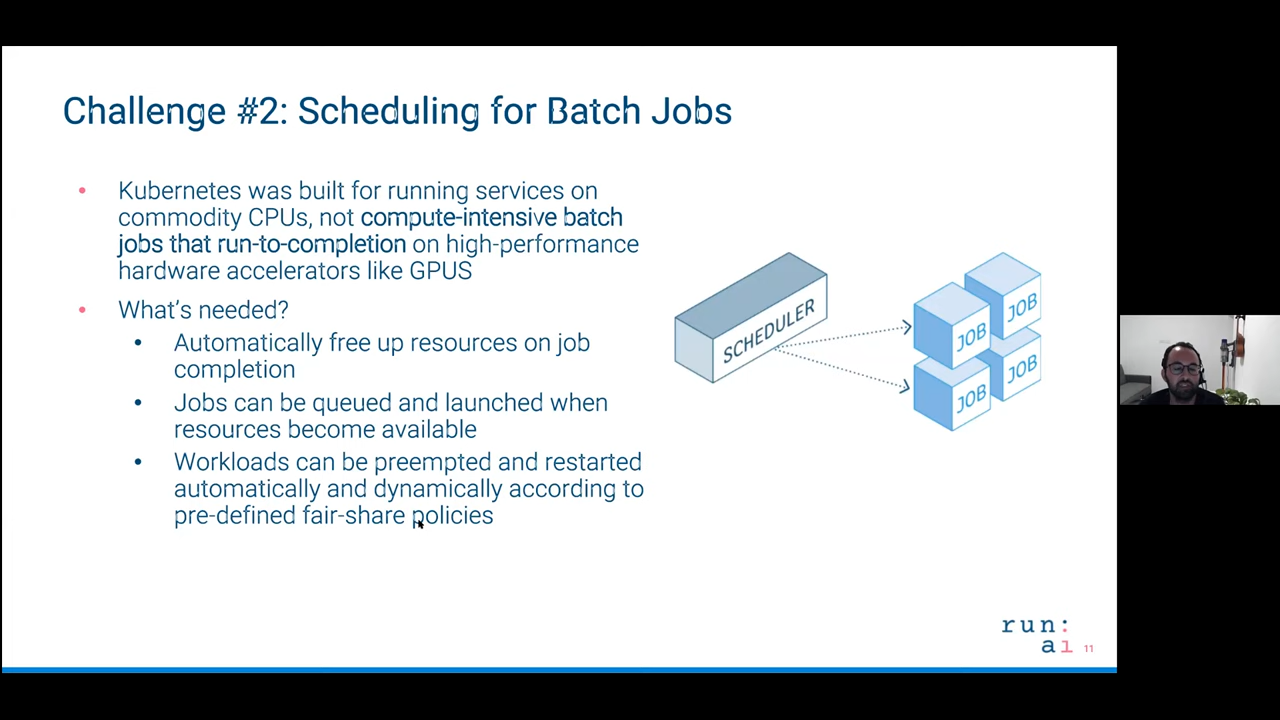 Challenge #2: Scheduling for Batch Jobs
• Kubernetes was built for running services on
commodity CPUs, not compute-intensive batch
jobs that run-to-completion on high-performance
hardware accelerators like GPUS
• What's needed?
• Automatically free up resources on job
completion
• Jobs can be queued and launched when
resources become available
• Workloads can be preempted and restarted
automatically and dynamically according to
pre-defined fair-share policies
SCHEDULER
JOB
JOB
JOB
JOB
run:
ai
11